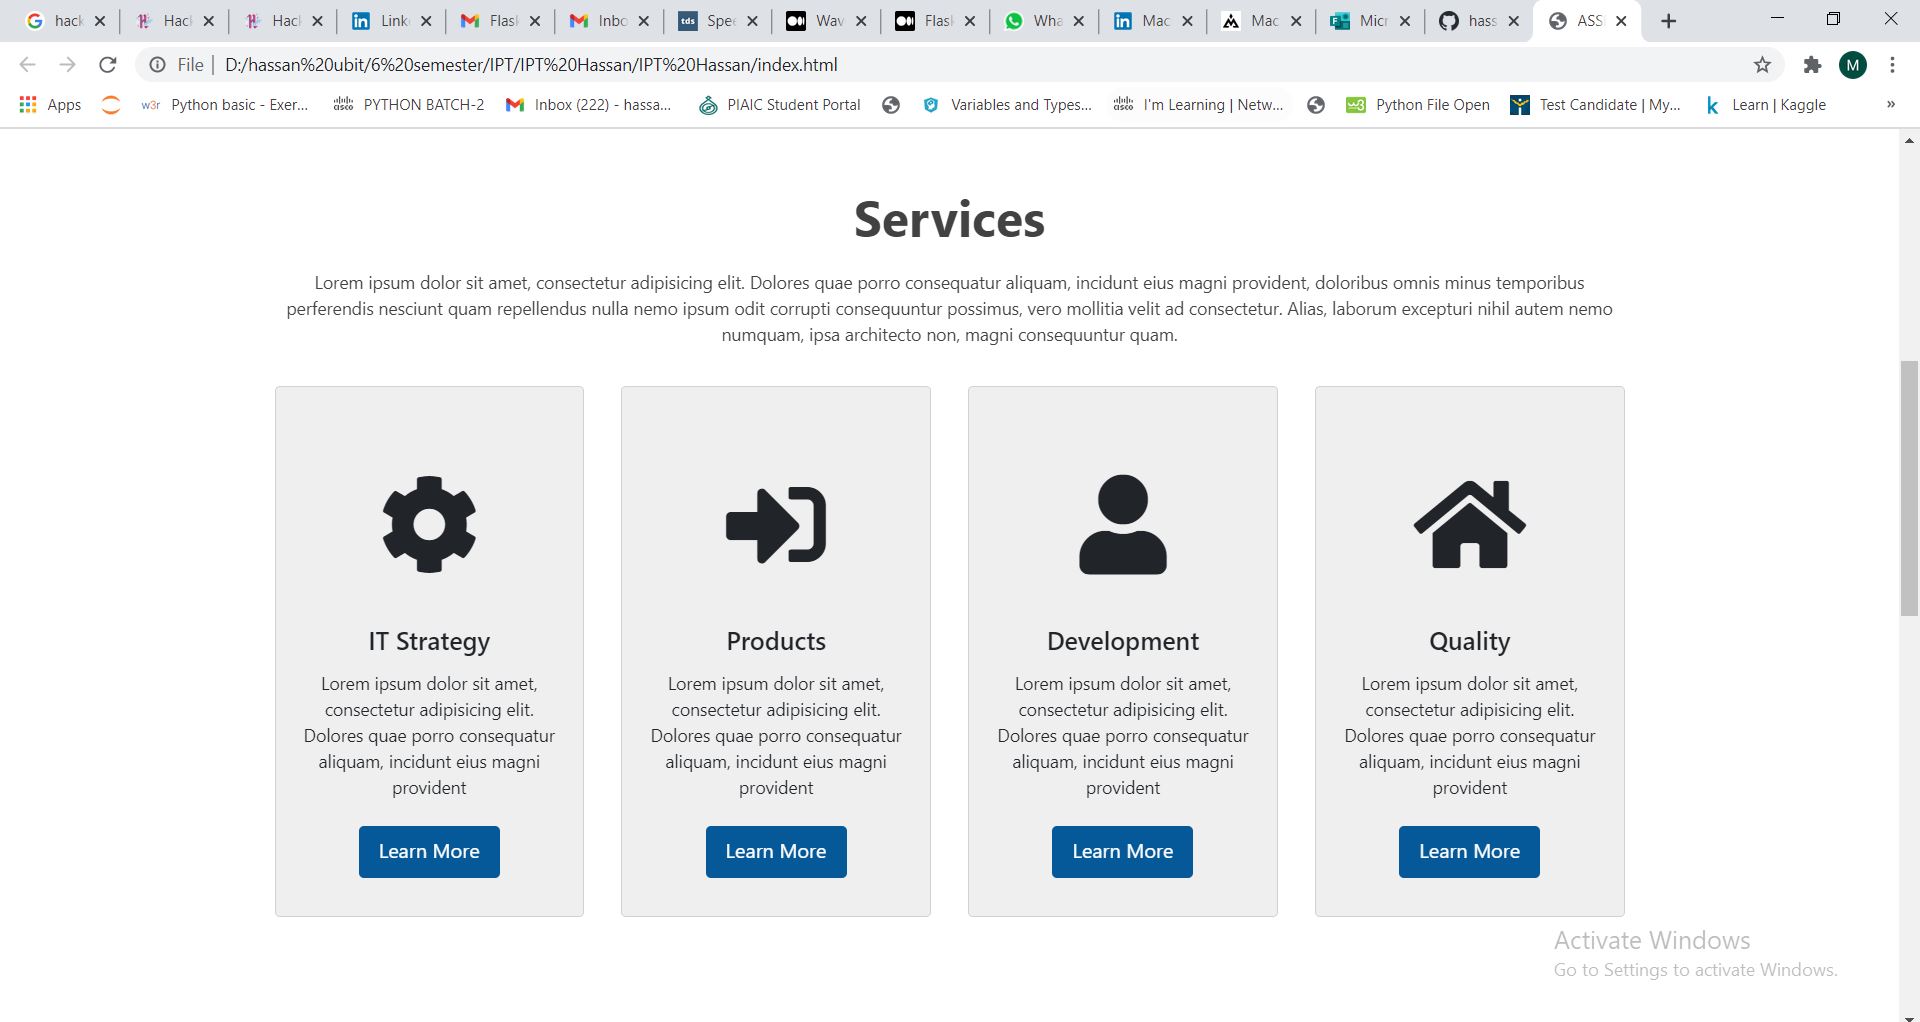 hack
Hac
Hac
Link
Flas
Inbo
Spe
Wav
Flas
Wha
Mac
Mac
Micr
hass
ASS
File
D:/hassan%20ubit/6%20semester/IPT/IPT%20Hassan/IPT%20Hassan/index.html
M
Apps
w3r Python basic - Exer...
cisco PYTHON BATCH-2
Inbox (222) - hassa...
PIAIC Student Portal
Variables and Types...
cisco I'm Learning | Netw...
Python File Open
Test Candidate | My...
k Learn | Kaggle
»
Services
Lorem ipsum dolor sit amet, consectetur adipisicing elit. Dolores quae porro consequatur aliquam, incidunt eius magni provident, doloribus omnis minus temporibus
perferendis nesciunt quam repellendus nulla nemo ipsum odit corrupti consequuntur possimus, vero mollitia velit ad consectetur. Alias, laborum excepturi nihil autem nemo
numquam, ipsa architecto non, magni consequuntur quam.
IT Strategy
Lorem ipsum dolor sit amet,
consectetur adipisicing elit.
Dolores quae porro consequatur
aliquam, incidunt eius magni
provident
Learn More
Products
Lorem ipsum dolor sit amet,
consectetur adipisicing elit.
Dolores quae porro consequatur
aliquam, incidunt eius magni
provident
Learn More
Development
Lorem ipsum dolor sit amet,
consectetur adipisicing elit.
Dolores quae porro consequatur
aliquam, incidunt eius magni
provident
Learn More
Quality
Lorem ipsum dolor sit amet,
consectetur adipisicing elit.
Dolores quae porro consequatur
aliquam, incidunt eius magni
provident
Learn More
Activate Windows
Go to Settings to activate Windows.